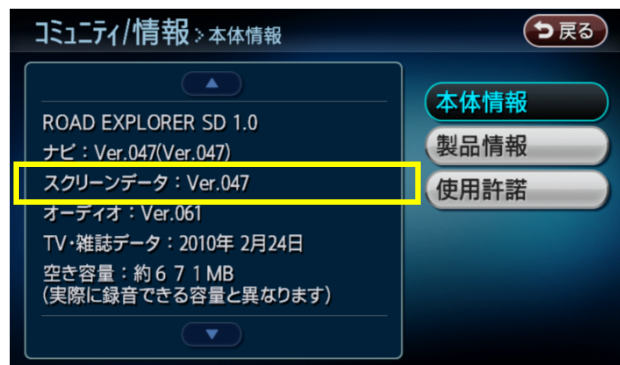 コミュニティ/情報 > 本体情報
戻る
ROAD EXPLORER SD 1.0
ナビ：Ver.047(Ver.047)
スクリーンデータ：Ver.047
オーディオ：Ver.061
TV・雑誌データ：2010年 2月24日
空き容量：約６７１MB
(実際に録音できる容量と異なります)
本体情報
製品情報
使用許諾